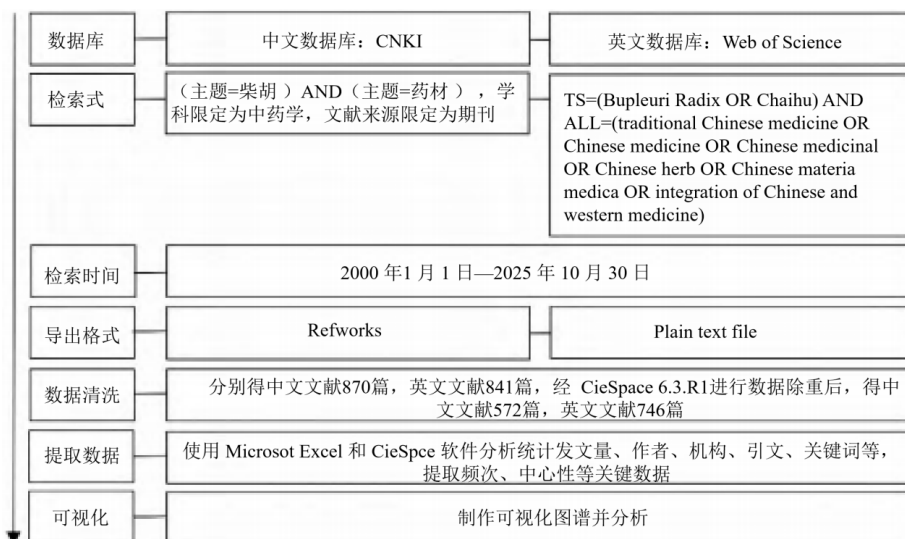 数据库
中文数据库：CNKI
英文数据库：Web of Science
检索式
（主题=柴胡 ）AND（主题=药材 ），学
科限定为中药学，文献来源限定为期刊
TS=(Bupleuri Radix OR Chaihu) AND
ALL=(traditional Chinese medicine OR
Chinese medicine OR Chinese medicinal
OR Chinese herb OR Chinese materia
medica OR integration of Chinese and
western medicine)
检索时间
2000 年1 月 1 日—2025 年 10 月 30 日
导出格式
Refworks
Plain text file
数据清洗
分别得中文文献870篇，英文文献841篇，经 CieSpace 6.3.R1进行数据除重后，得中
文文献572篇，英文文献746篇
提取数据
使用 Microsot Excel 和 CieSpce 软件分析统计发文量、作者、机构、引文、关键词等，
提取频次、中心性等关键数据
可视化
制作可视化图谱并分析